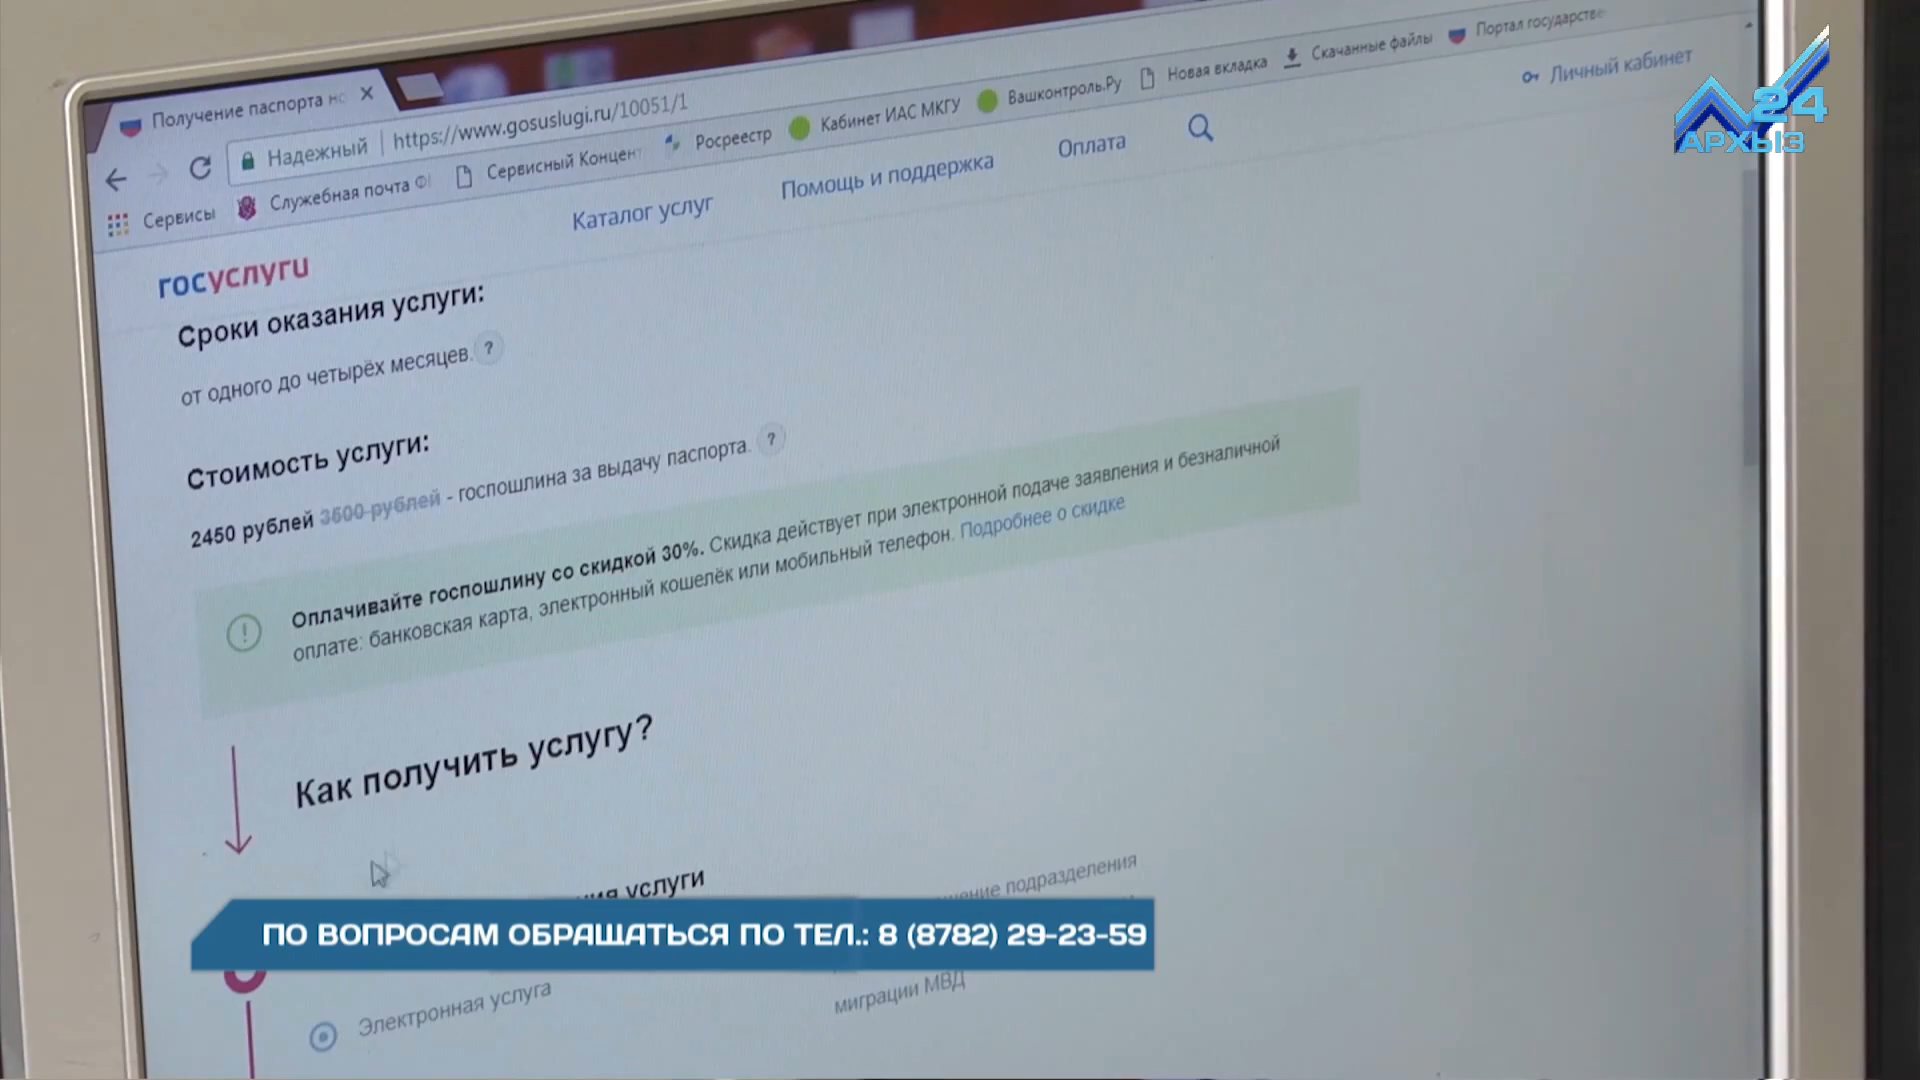 Получение паспорта но
Надежный https://www.gosuslugi.ru/10051/1
Сервисы Служебная почта Сервисный Концен Росреестр Кабинет ИАС МКГУ Вашконтроль.Ру Новая вкладка Скачанные файлы Портал государстве
24
АРХЫЗ
госуслуги Каталог услуг Помощь и поддержка Оплата Личный кабинет
Сроки оказания услуги:
от одного до четырёх месяцев. ?
Стоимость услуги:
2450 рублей 3500 рублей - госпошлина за выдачу паспорта. ?
Оплачивайте госпошлину со скидкой 30%. Скидка действует при электронной подаче заявления и безналичной
оплате: банковская карта, электронный кошелёк или мобильный телефон. Подробнее о скидке
Как получить услугу?
услуги
подразделения
ПО ВОПРОСАМ ОБРАЩАТЬСЯ ПО ТЕЛ.: 8 (8782) 29-23-59
Электронная услуга
миграции МВД